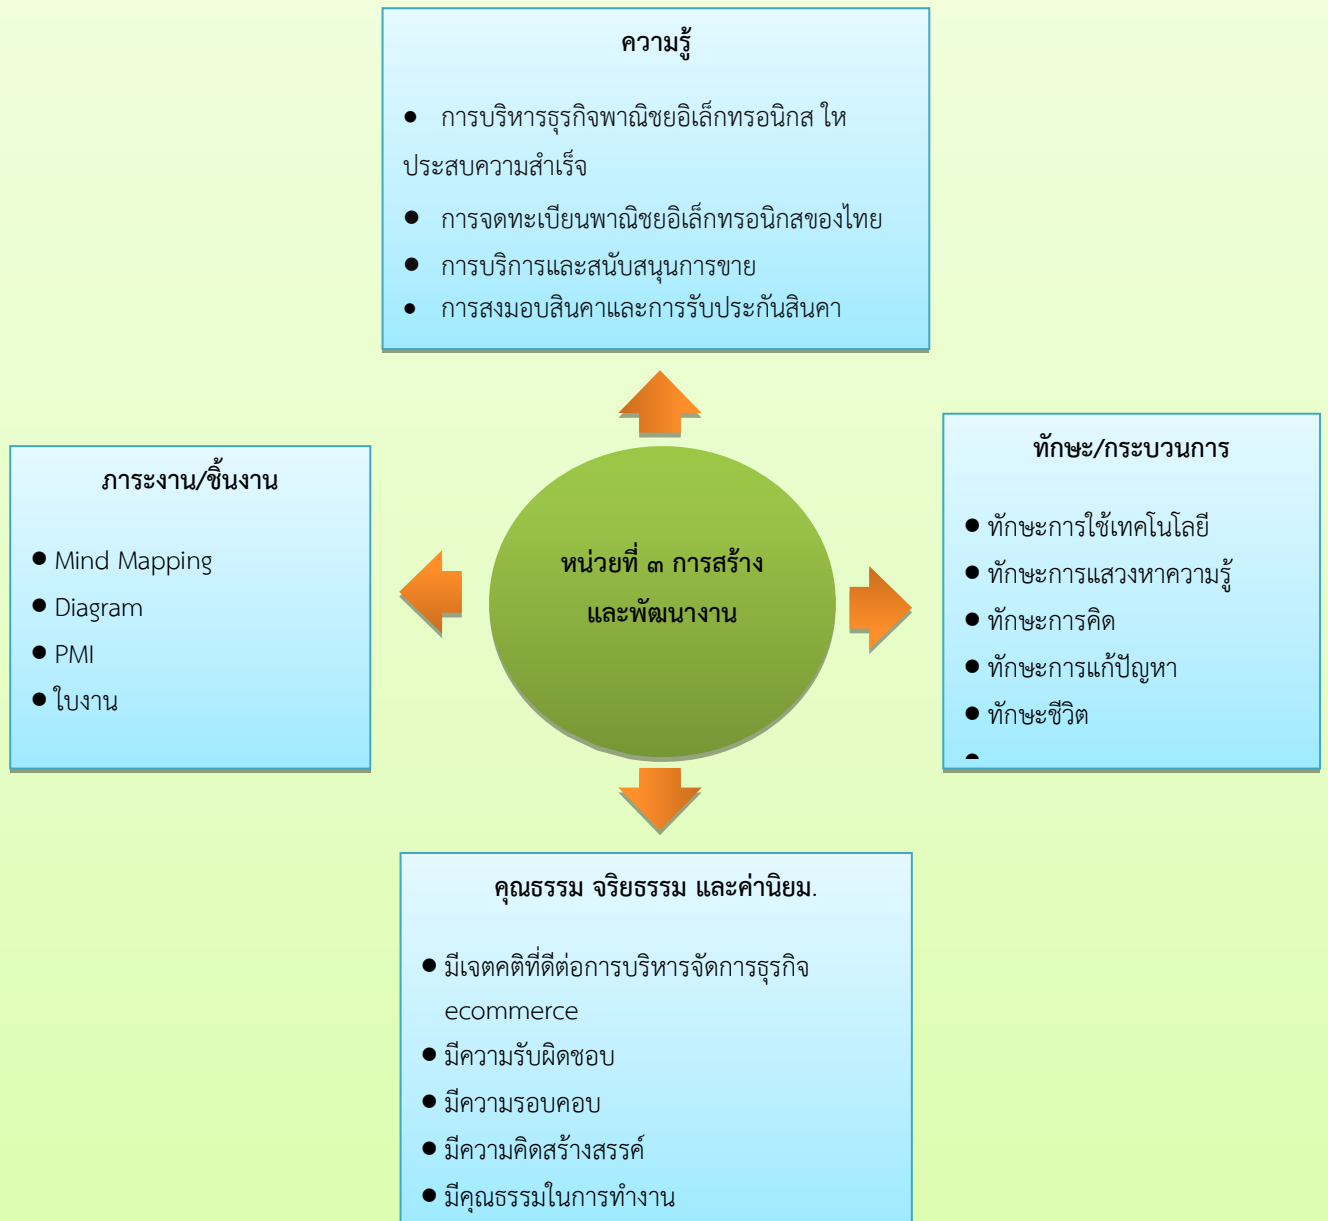 ความรู้
● การบริหารธุรกิจพาณิชยอิเล็กทรอนิกส ให
ประสบความสำเร็จ
● การจดทะเบียนพาณิชยอิเล็กทรอนิกสของไทย
● การบริการและสนับสนุนการขาย
● การสงมอบสินคาและการรับประกันสินคา
ภาระงาน/ชิ้นงาน
● Mind Mapping
● Diagram
● PMI
● ใบงาน
หน่วยที่ ๓ การสร้าง
และพัฒนางาน
ทักษะ/กระบวนการ
● ทักษะการใช้เทคโนโลยี
● ทักษะการแสวงหาความรู้
● ทักษะการคิด
● ทักษะการแก้ปัญหา
● ทักษะชีวิต
คุณธรรม จริยธรรม และค่านิยม.
● มีเจตคติที่ดีต่อการบริหารจัดการธุรกิจ
ecommerce
● มีความรับผิดชอบ
● มีความรอบคอบ
● มีความคิดสร้างสรรค์
● มีคุณธรรมในการทำงาน